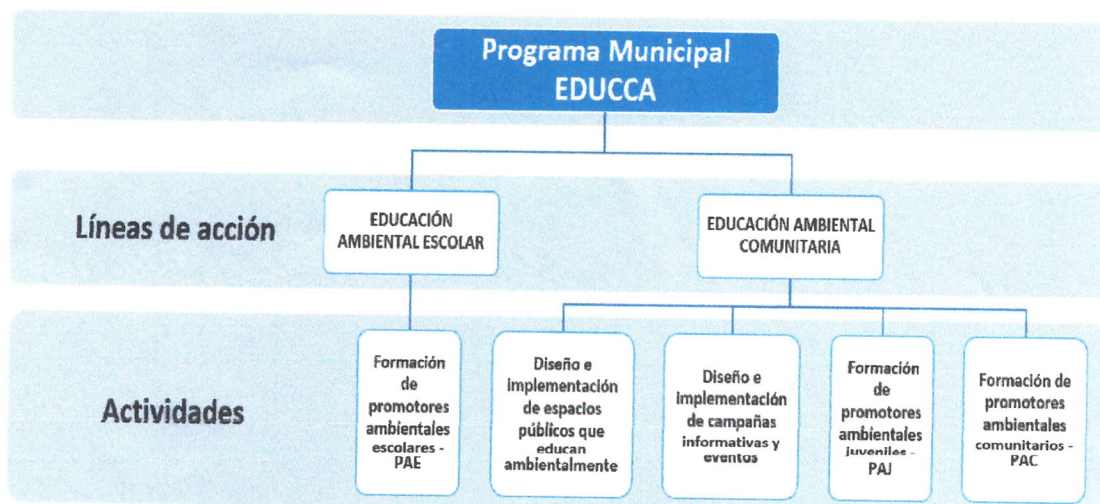 Programa Municipal
EDUCCA
Líneas de acción
EDUCACIÓN
AMBIENTAL ESCOLAR
EDUCACIÓN AMBIENTAL
COMUNITARIA
Actividades
Formación
de
promotores
ambientales
escolares -
PAE
Diseño e
implementación
de espacios
públicos que
educan
ambientalmente
Diseño e
implementación
de campañas
informativas y
eventos
Formación
de
promotores
ambientales
juveniles -
PAJ
Formación de
promotores
ambientales
comunitarios -
PAC